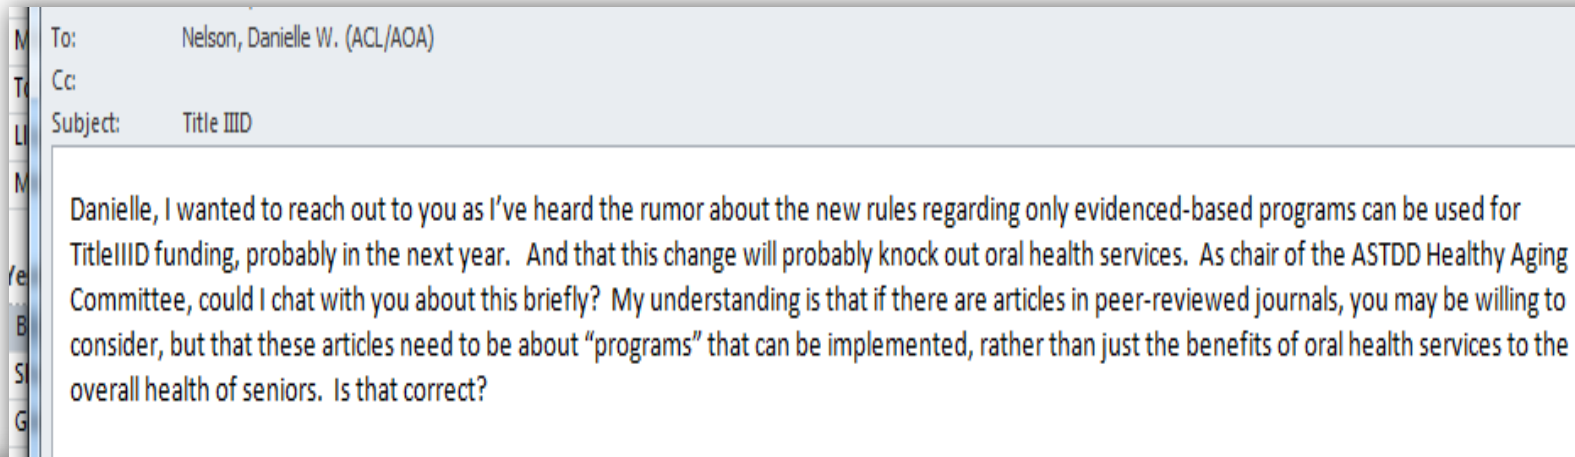 To: Nelson, Danielle W. (ACL/AOA)
Cc:
Subject: Title IIID
Danielle, I wanted to reach out to you as I've heard the rumor about the new rules regarding only evidenced-based programs can be used for
TitleIIID funding, probably in the next year.   And that this change will probably knock out oral health services.  As chair of the ASTDD Healthy Aging
Committee, could I chat with you about this briefly?  My understanding is that if there are articles in peer-reviewed journals, you may be willing to
consider, but that these articles need to be about “programs” that can be implemented, rather than just the benefits of oral health services to the
overall health of seniors.  Is that correct?